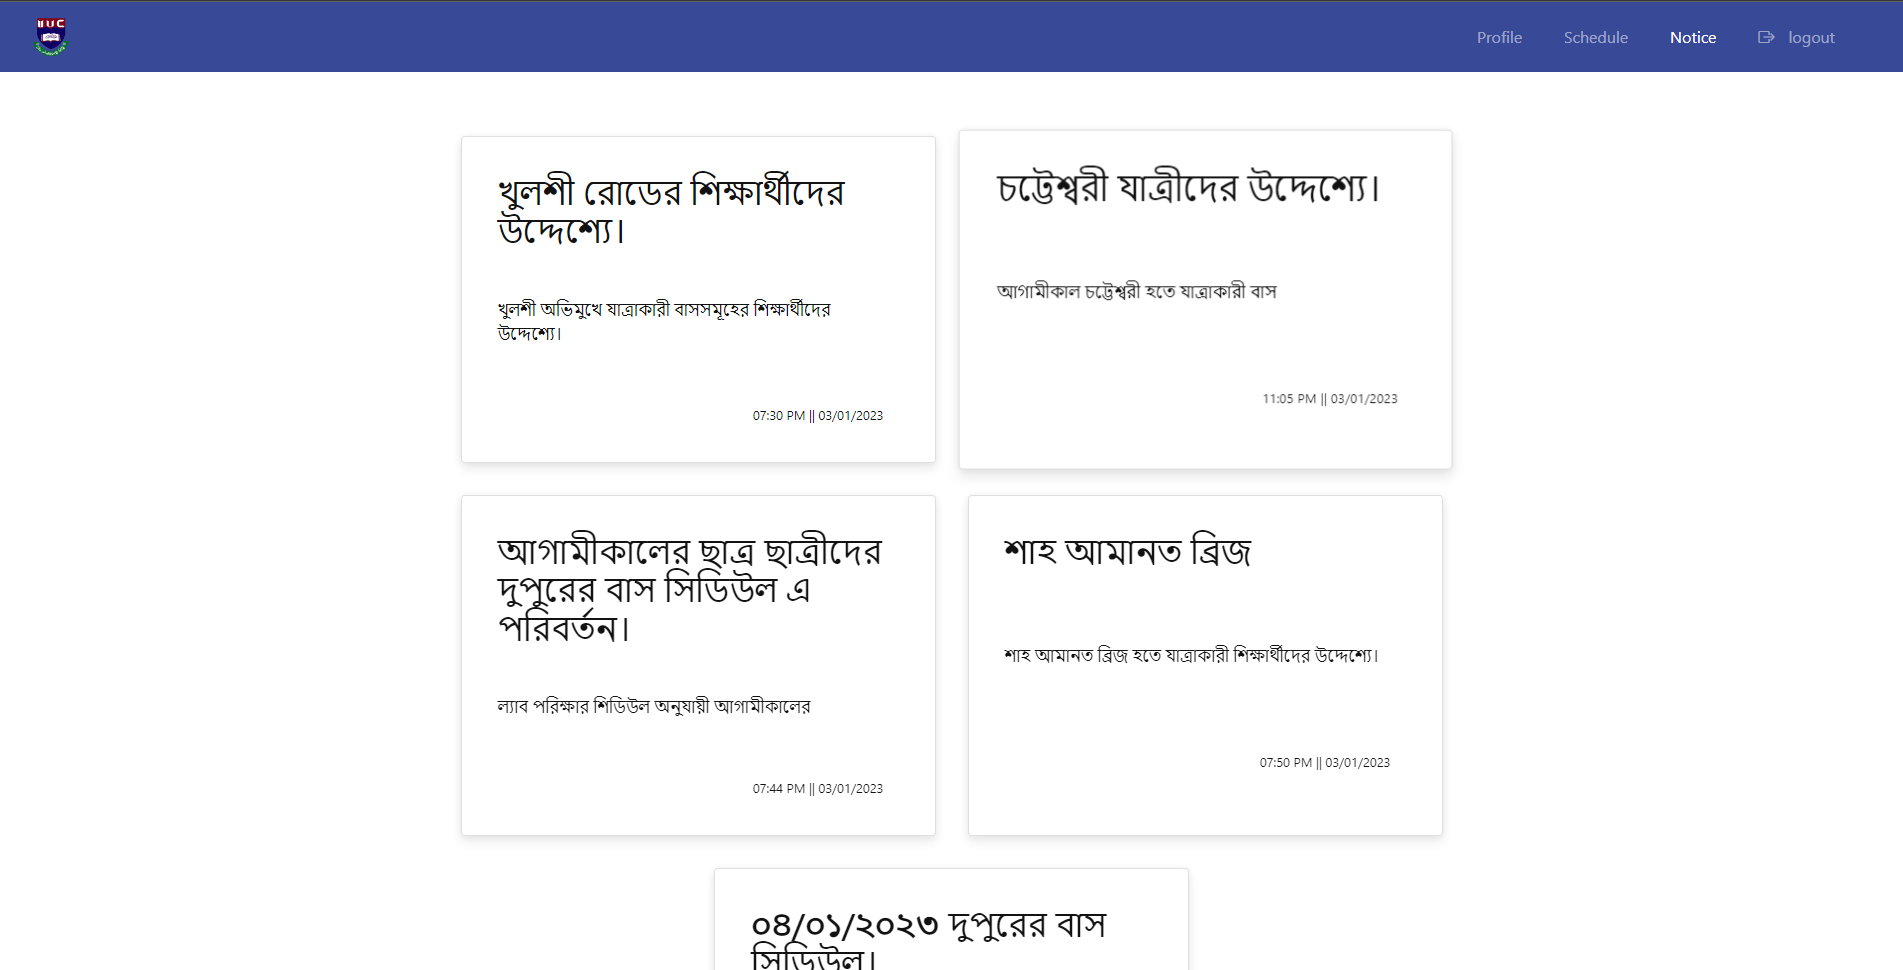 IIUC
Profile
Schedule
Notice
logout
খুলশী রোডের শিক্ষার্থীদের
উদ্দেশ্যে।
খুলশী অভিমুখে যাত্রাকারী বাসসমূহের শিক্ষার্থীদের
উদ্দেশ্যে।
07:30 PM || 03/01/2023
চট্টেশ্বরী যাত্রীদের উদ্দেশ্যে।
আগামীকাল চট্টেশ্বরী হতে যাত্রাকারী বাস
11:05 PM || 03/01/2023
আগামীকালের ছাত্র ছাত্রীদের
দুপুরের বাস সিডিউল এ
পরিবর্তন।
ল্যাব পরিক্ষার শিডিউল অনুযায়ী আগামীকালের
07:44 PM || 03/01/2023
শাহ আমানত ব্রিজ
শাহ আমানত ব্রিজ হতে যাত্রাকারী শিক্ষার্থীদের উদ্দেশ্যে।
07:50 PM || 03/01/2023
০৪/০১/২০২৩ দুপুরের বাস
সিডিউল।